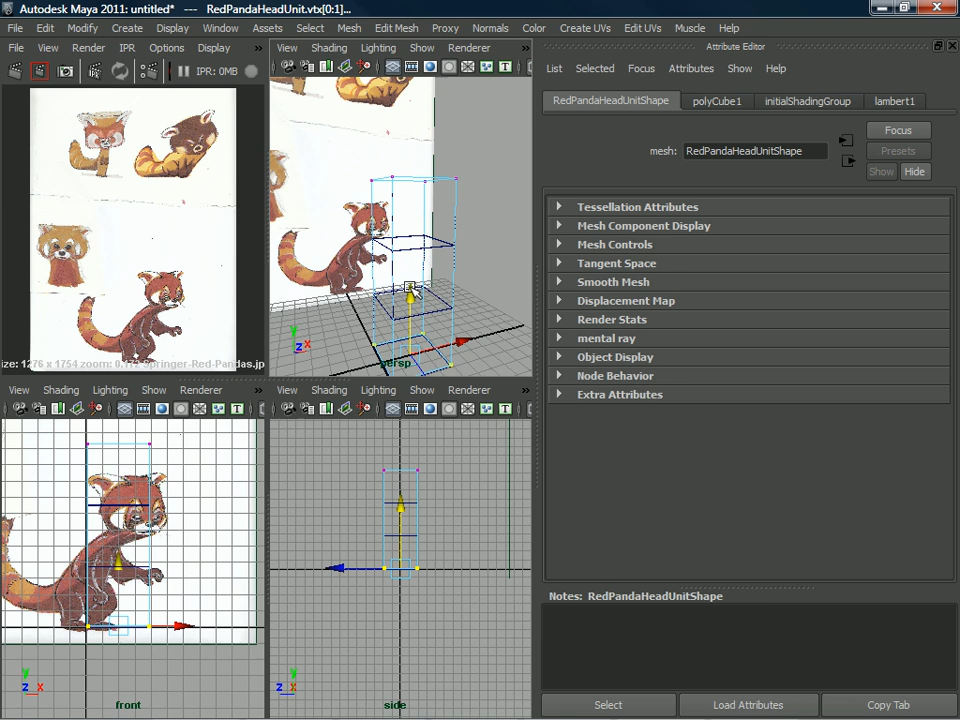 Autodesk Maya 2011: untitled*   ---   RedPandaHeadUnit.vtx[0:1]...
File Edit Modify Create Display Window Assets Select Mesh Edit Mesh Proxy Normals Color Create UVs Edit UVs Muscle Help
File View Render IPR Options Display »
IPR: 0MB
View Shading Lighting Show Renderer »
Attribute Editor
List Selected Focus Attributes Show Help
RedPandaHeadUnitShape polyCube1 initialShadingGroup lambert1
mesh: RedPandaHeadUnitShape
Focus
Presets
Show Hide
Tessellation Attributes
Mesh Component Display
Mesh Controls
Tangent Space
Smooth Mesh
Displacement Map
Render Stats
mental ray
Object Display
Node Behavior
Extra Attributes
Springer-Red-Pandas.jp
y
z x
persp
View Shading Lighting Show Renderer »
View Shading Lighting Show Renderer »
T
T
y
z x
front
y
z x
side
Notes: RedPandaHeadUnitShape
Select Load Attributes Copy Tab